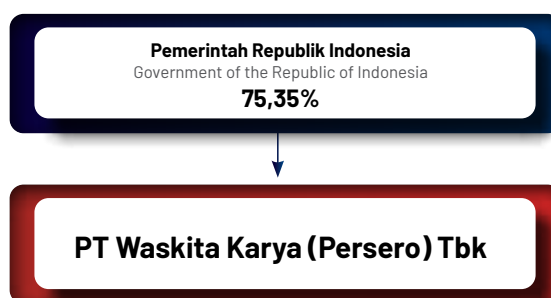 Pemerintah Republik Indonesia
Government of the Republic of Indonesia
75,35%
PT Waskita Karya (Persero) Tbk